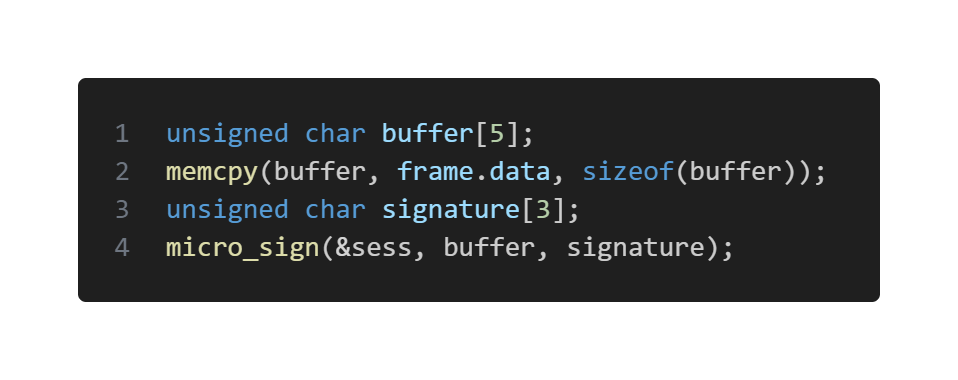 1 unsigned char buffer[5];
2 memcpy(buffer, frame.data, sizeof(buffer));
3 unsigned char signature[3];
4 micro_sign(&sess, buffer, signature);